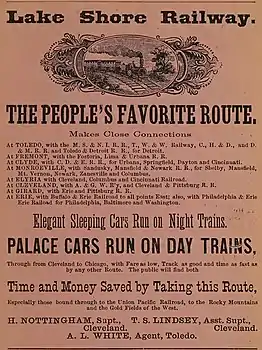 Lake Shore Railway.
THE PEOPLE'S FAVORITE ROUTE.
Makes Close Connections
At TOLEDO, with the M. S. & N. I. R. R., T., W. & W. Railway, C., H. & D., and D.
& M. R. R. and Toledo & Detroit R. R., for Detroit.
At FREMONT, with the Fostoria, Lima & Urbana R. R.
At CLYDE, with C. D. & E. R. R., for Urbana, Springfield, Dayton and Cincinnati.
At MONROEVILLE, with Sandusky, Mansfield & Newark R. R., for Shelby, Mansfield,
Mt. Vernon, Newark, Zanesville and Columbus.
At ELYRIA with Cleveland, Columbus and Cincinnati Railroad.
At CLEVELAND, with A. & G. W. R'y, and Cleveland & Pittsburg R. R.
At GIRARD, with Erie and Pittsburg R. R.
At ERIE, with Buffalo & Erie Railroad to all points East; also, with Philadelphia & Erie
Railroad for Philadelphia, Baltimore and Washington.
Elegant Sleeping Cars Run on Night Trains.
PALACE CARS RUN ON DAY TRAINS,
Through from Cleveland to Chicago, with Fare as low, Track as good and time as fast as
by any other Route. The public will find both
Time and Money Saved by Taking this Route,
Especially those bound through to the Union Pacific Railroad, to the Rocky Mountains
and the Gold Fields of the West.
H. NOTTINGHAM, Supt., T. S. LINDSEY, Asst. Supt.,
Cleveland. Cleveland.
A. L. WHITE, Agent, Toledo.